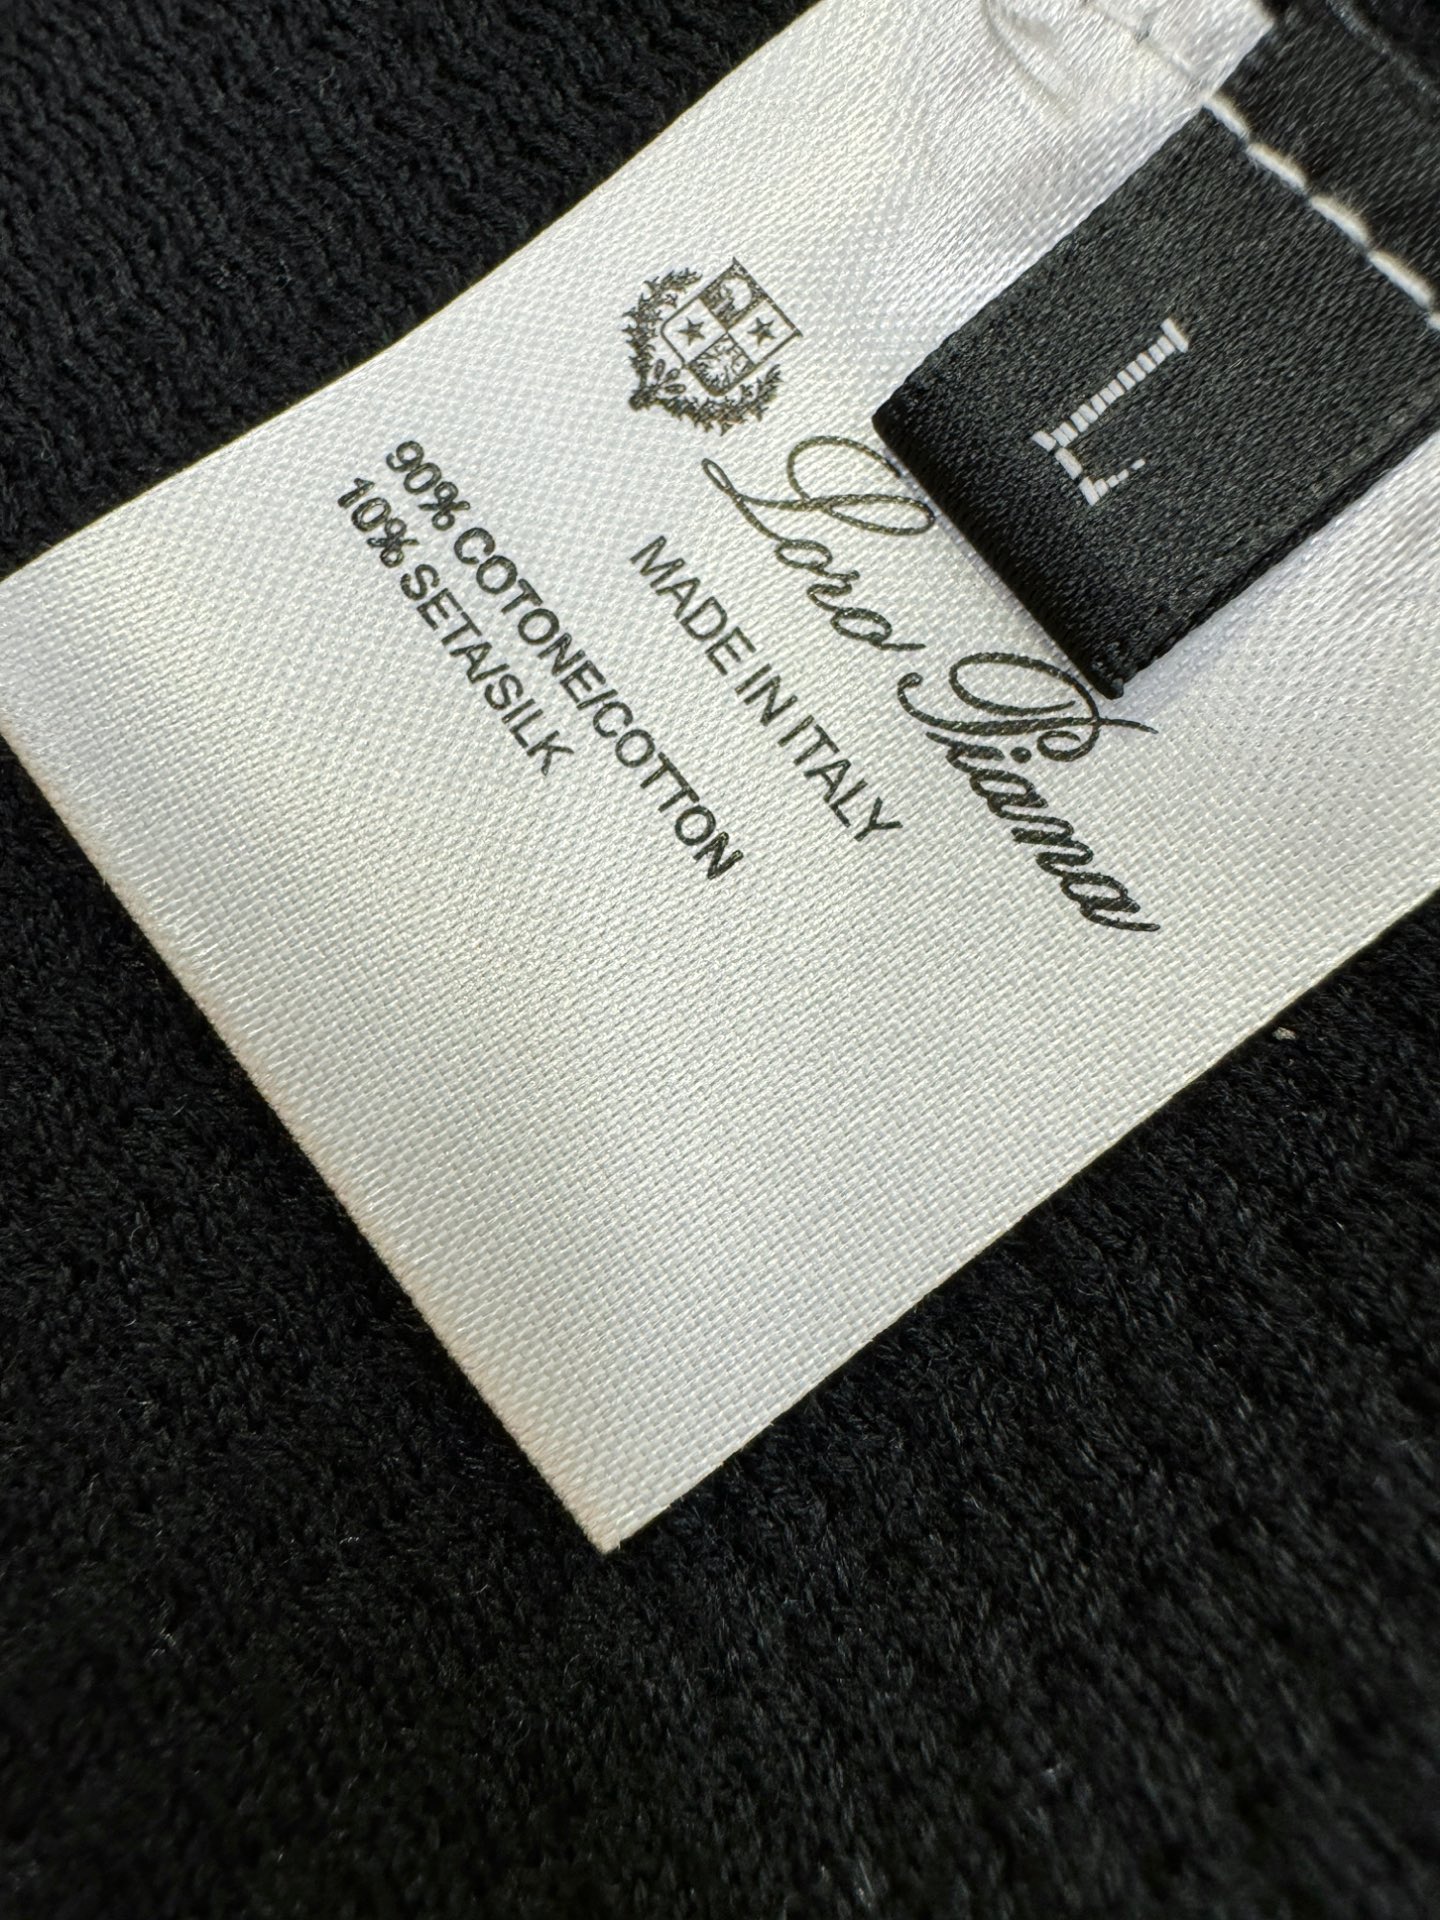 L
Loro Piana
MADE IN ITALY
90% COTONE/COTTON
10% SETA/SILK